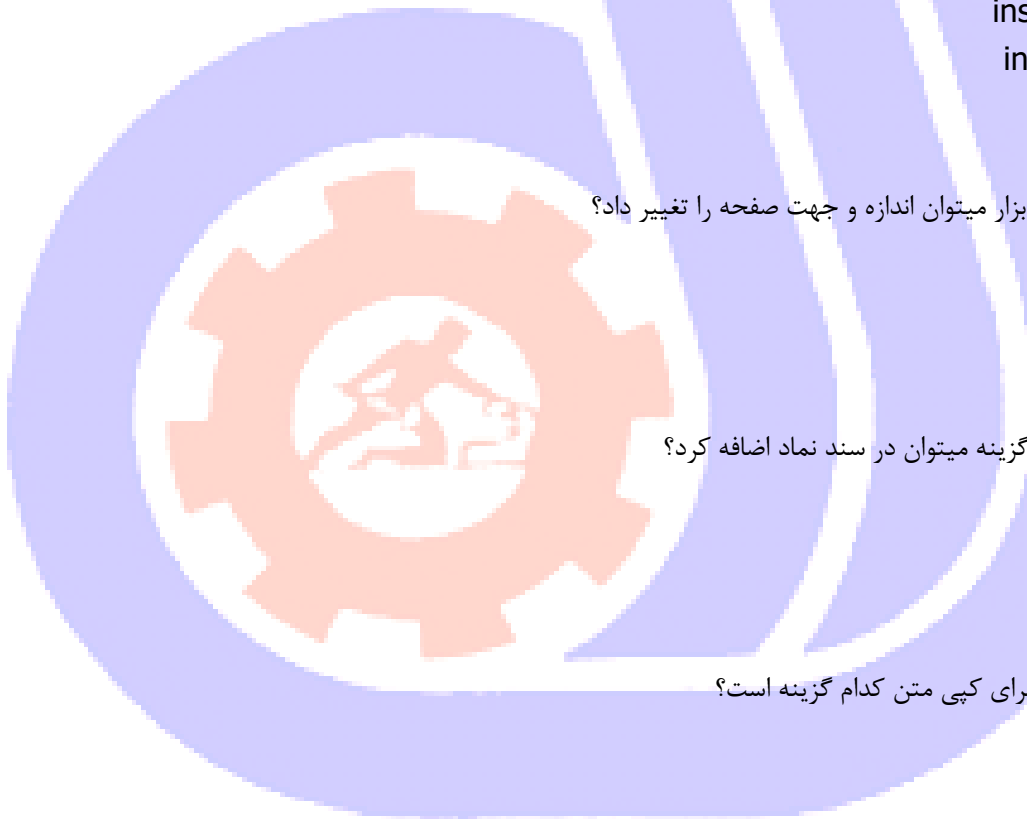 ins
in
بزار میتوان اندازه و جهت صفحه را تغییر داد؟
گزینه میتوان در سند نماد اضافه کرد؟
برای کپی متن کدام گزینه است؟